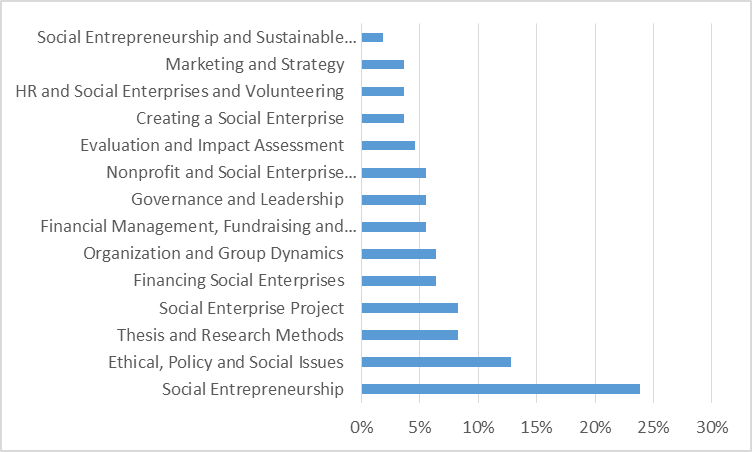 Social Entrepreneurship and Sustainable...
Marketing and Strategy
HR and Social Enterprises and Volunteering
Creating a Social Enterprise
Evaluation and Impact Assessment
Nonprofit and Social Enterprise...
Governance and Leadership
Financial Management, Fundraising and...
Organization and Group Dynamics
Financing Social Enterprises
Social Enterprise Project
Thesis and Research Methods
Ethical, Policy and Social Issues
Social Entrepreneurship
0% 5% 10% 15% 20% 25% 30%